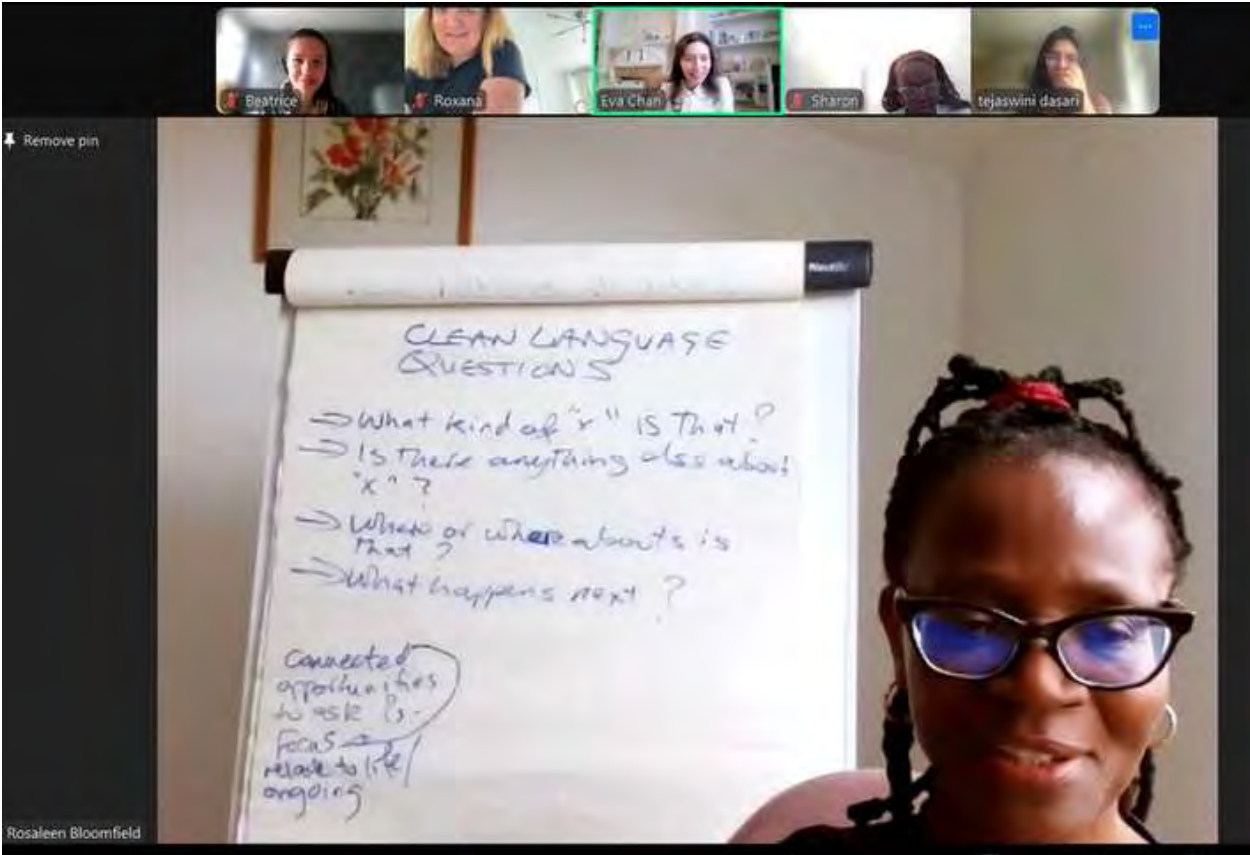 Beatrice
Roxana
Eva Chan
Sharon
tejaswini dasari
Remove pin
Nautile
CLEAN LANGUAGE
QUESTIONS
→ What kind of "x" is that?
→ Is there anything else about
"x"?
→ When or whereabouts is
that?
→ What happens next?
Connected
opportunities
to ask
Focus
relate to life/
ongoing
Rosaleen Bloomfield